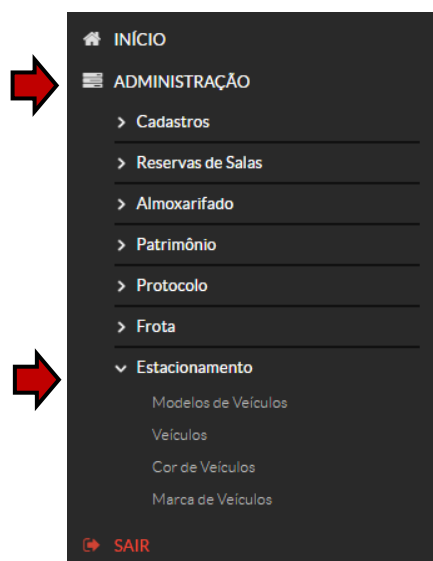 INÍCIO
ADMINISTRAÇÃO
Cadastros
Reservas de Salas
Almoxarifado
Patrimônio
Protocolo
Frota
Estacionamento
Modelos de Veículos
Veículos
Cor de Veículos
Marca de Veículos
SAIR